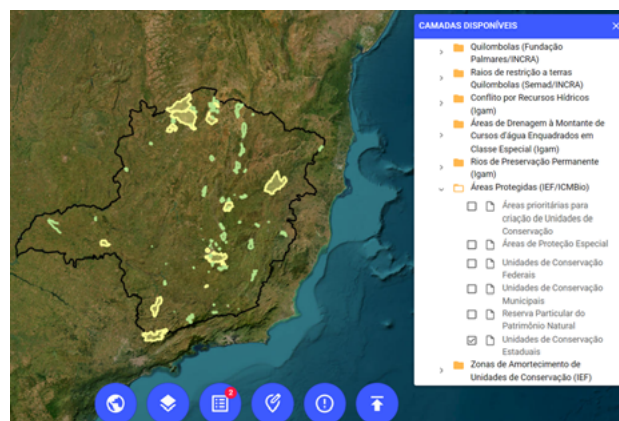 CAMADAS DISPONÍVEIS
Quilombolas (Fundação
Palmares/INCRA)
Raios de restrição a terras
Quilombolas (Semad/INCRA)
Conflito por Recursos Hídricos
(Igam)
Áreas de Drenagem à Montante de
Cursos d'água Enquadrados em
Classe Especial (Igam)
Rios de Preservação Permanente
(Igam)
Áreas Protegidas (IEF/ICMBio)
Áreas prioritárias para
criação de Unidades de
Conservação
Áreas de Proteção Especial
Unidades de Conservação
Federais
Unidades de Conservação
Municipais
Reserva Particular do
Patrimônio Natural
Unidades de Conservação
Estaduais
Zonas de Amortecimento de
Unidades de Conservação (IEF)
2